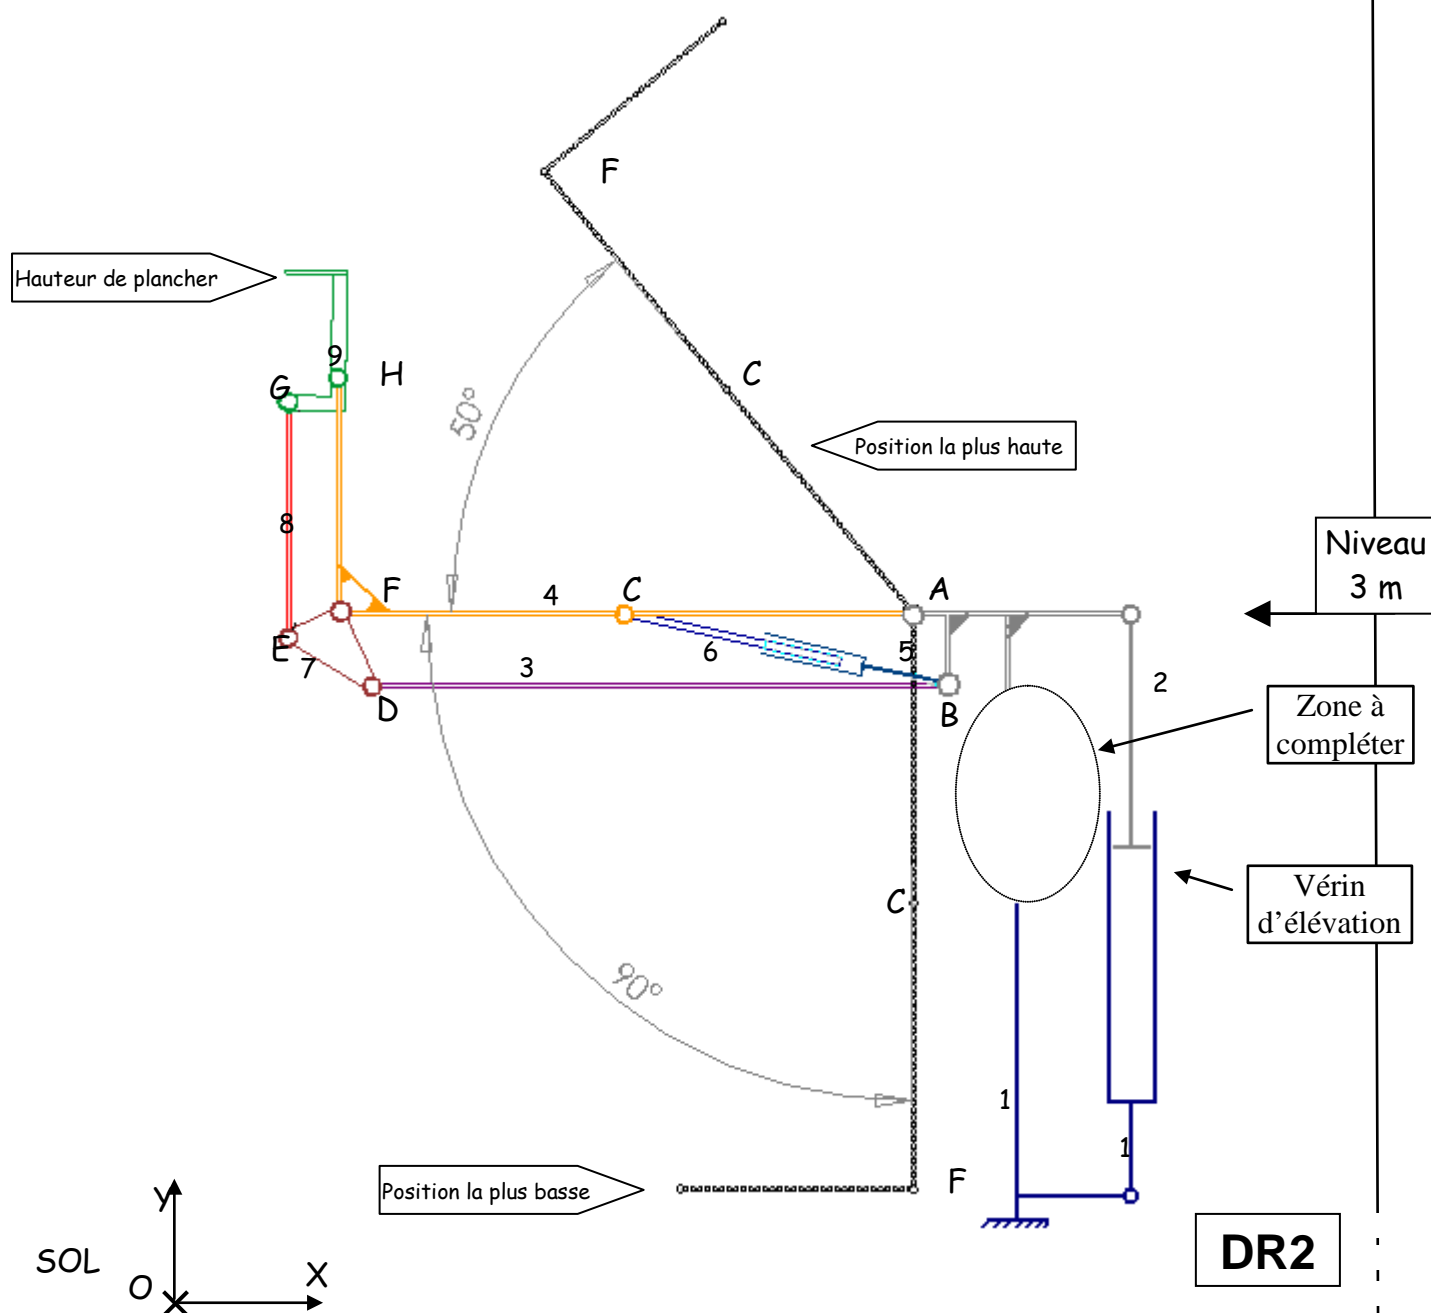 F
Hauteur de plancher
50°
C
9
H
G
Position la plus haute
8
Niveau
3 m
F
4
C
A
E
7
3
6
5
2
D
B
Zone à
compléter
C
Vérin
d'élévation
90°
1
1
Position la plus basse
F
Y
DR2
SOL
O
X